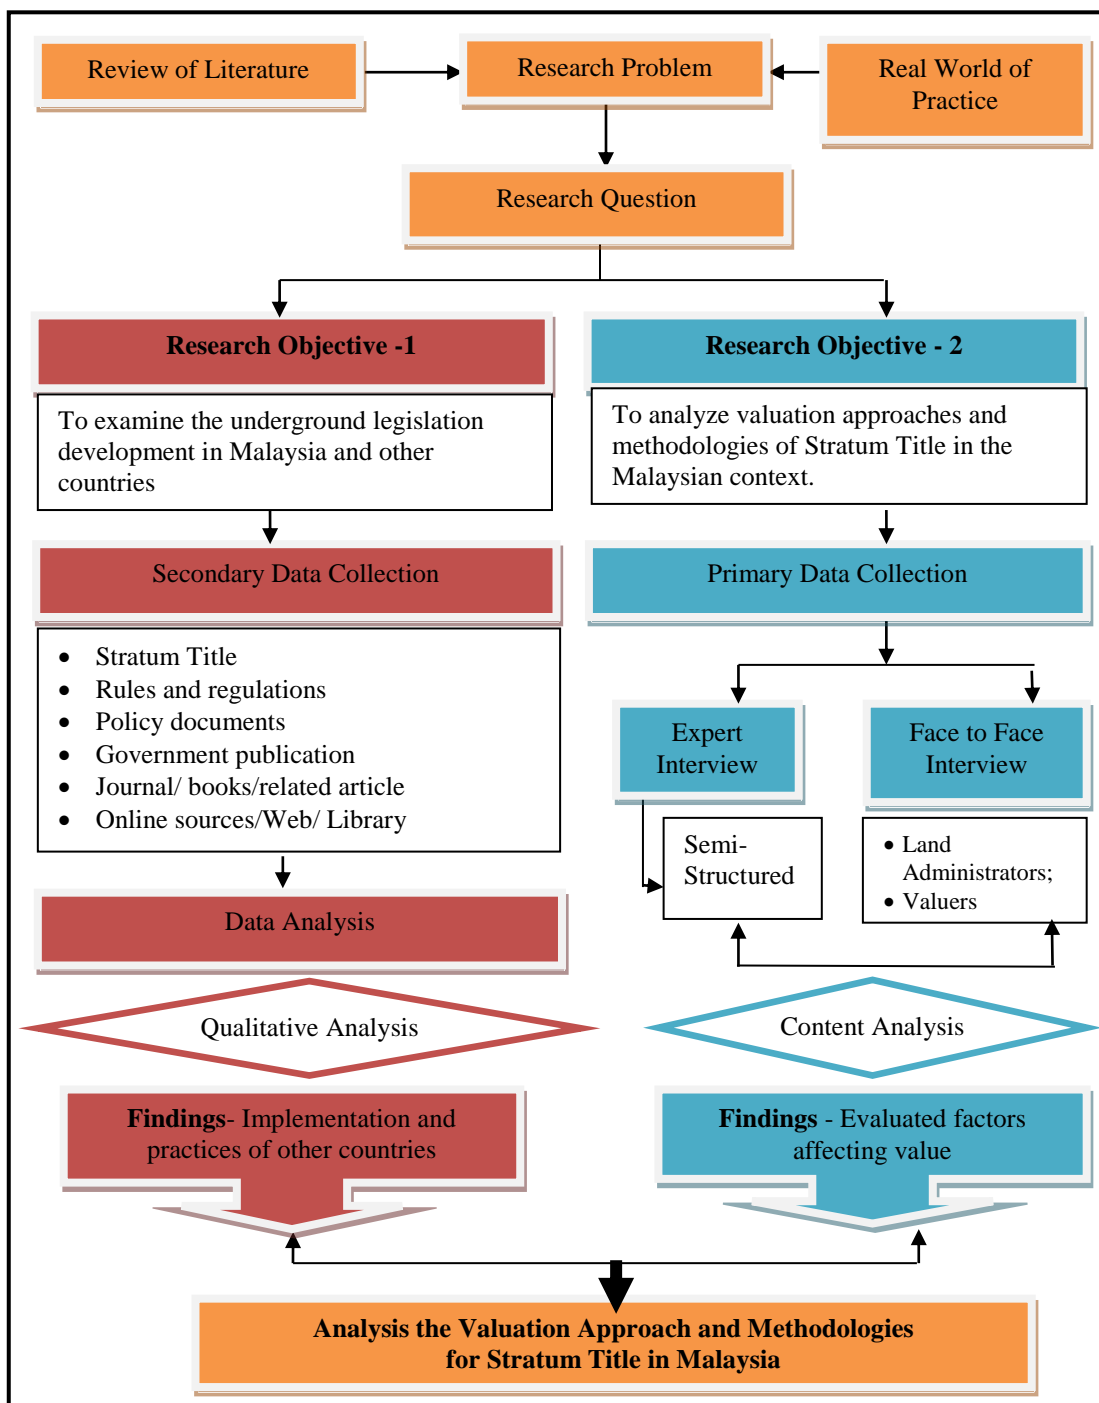 Review of Literature
Research Problem
Real World of
Practice
Research Question
Research Objective -1
To examine the underground legislation
development in Malaysia and other
countries
Secondary Data Collection
• Stratum Title
• Rules and regulations
• Policy documents
• Government publication
• Journal/ books/related article
• Online sources/Web/ Library
Data Analysis
Qualitative Analysis
Findings- Implementation and
practices of other countries
Research Objective - 2
To analyze valuation approaches and
methodologies of Stratum Title in the
Malaysian context.
Primary Data Collection
Expert
Interview
Semi-
Structured
Face to Face
Interview
• Land
Administrators;
• Valuers
Content Analysis
Findings - Evaluated factors
affecting value
Analysis the Valuation Approach and Methodologies
for Stratum Title in Malaysia